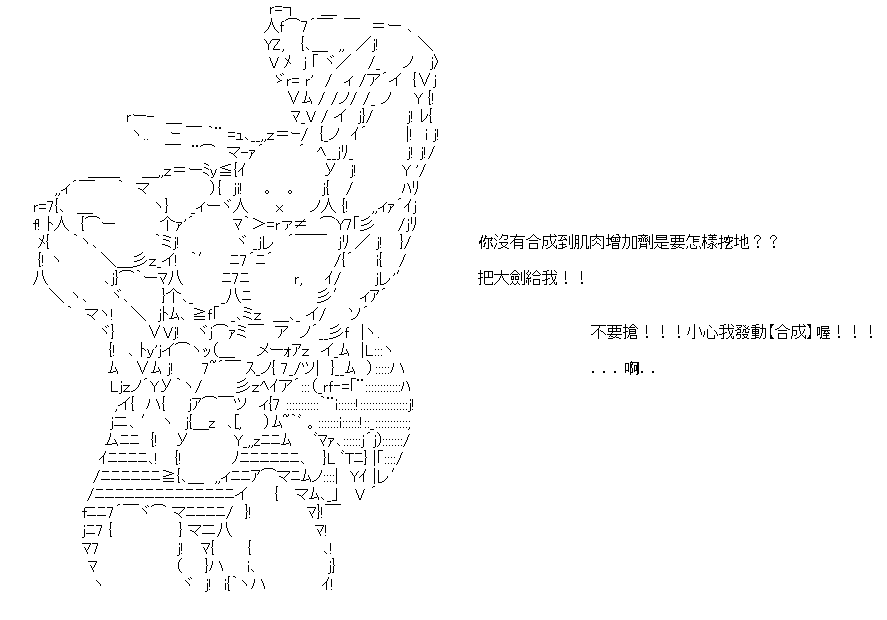 你沒有合成到肌肉增加劑是要怎樣挖地？？
把大劍給我！！
不要搶！！！小心我發動【合成】喔！！！
...啊..